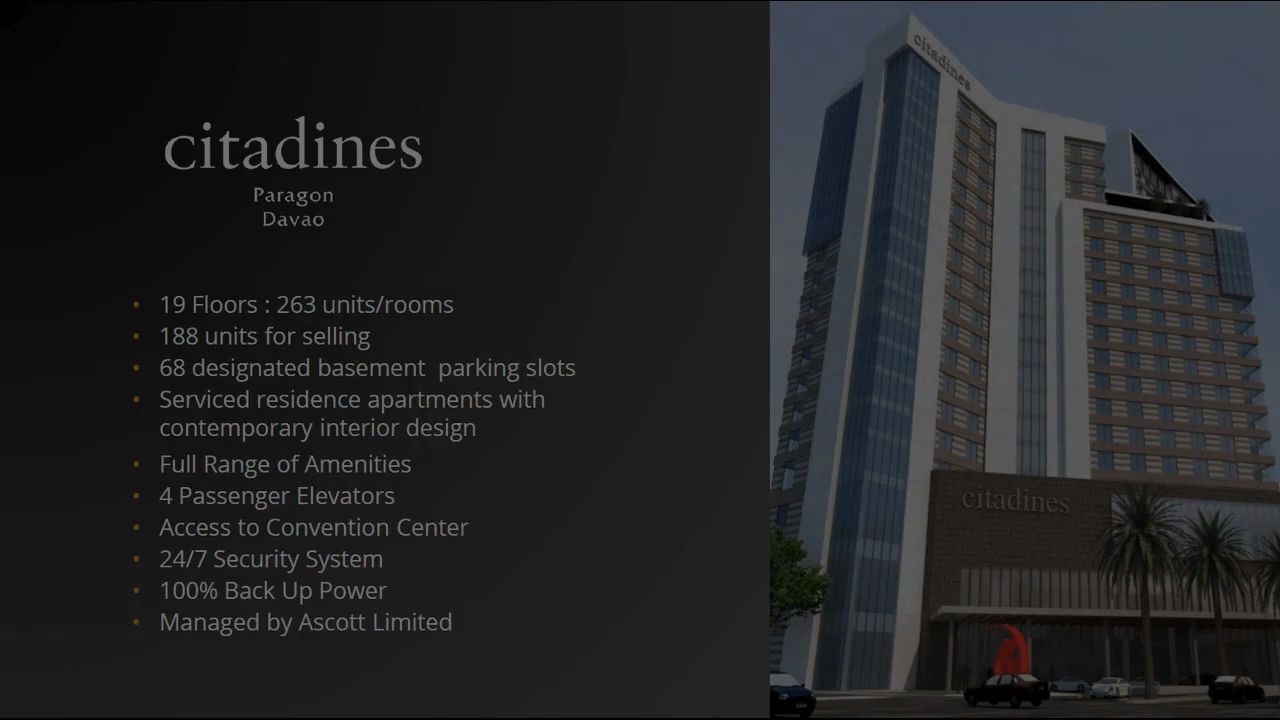 citadines
Paragon
Davao
• 19 Floors : 263 units/rooms
• 188 units for selling
• 68 designated basement  parking slots
• Serviced residence apartments with
contemporary interior design
• Full Range of Amenities
• 4 Passenger Elevators
• Access to Convention Center
• 24/7 Security System
• 100% Back Up Power
• Managed by Ascott Limited
citadines
citadines